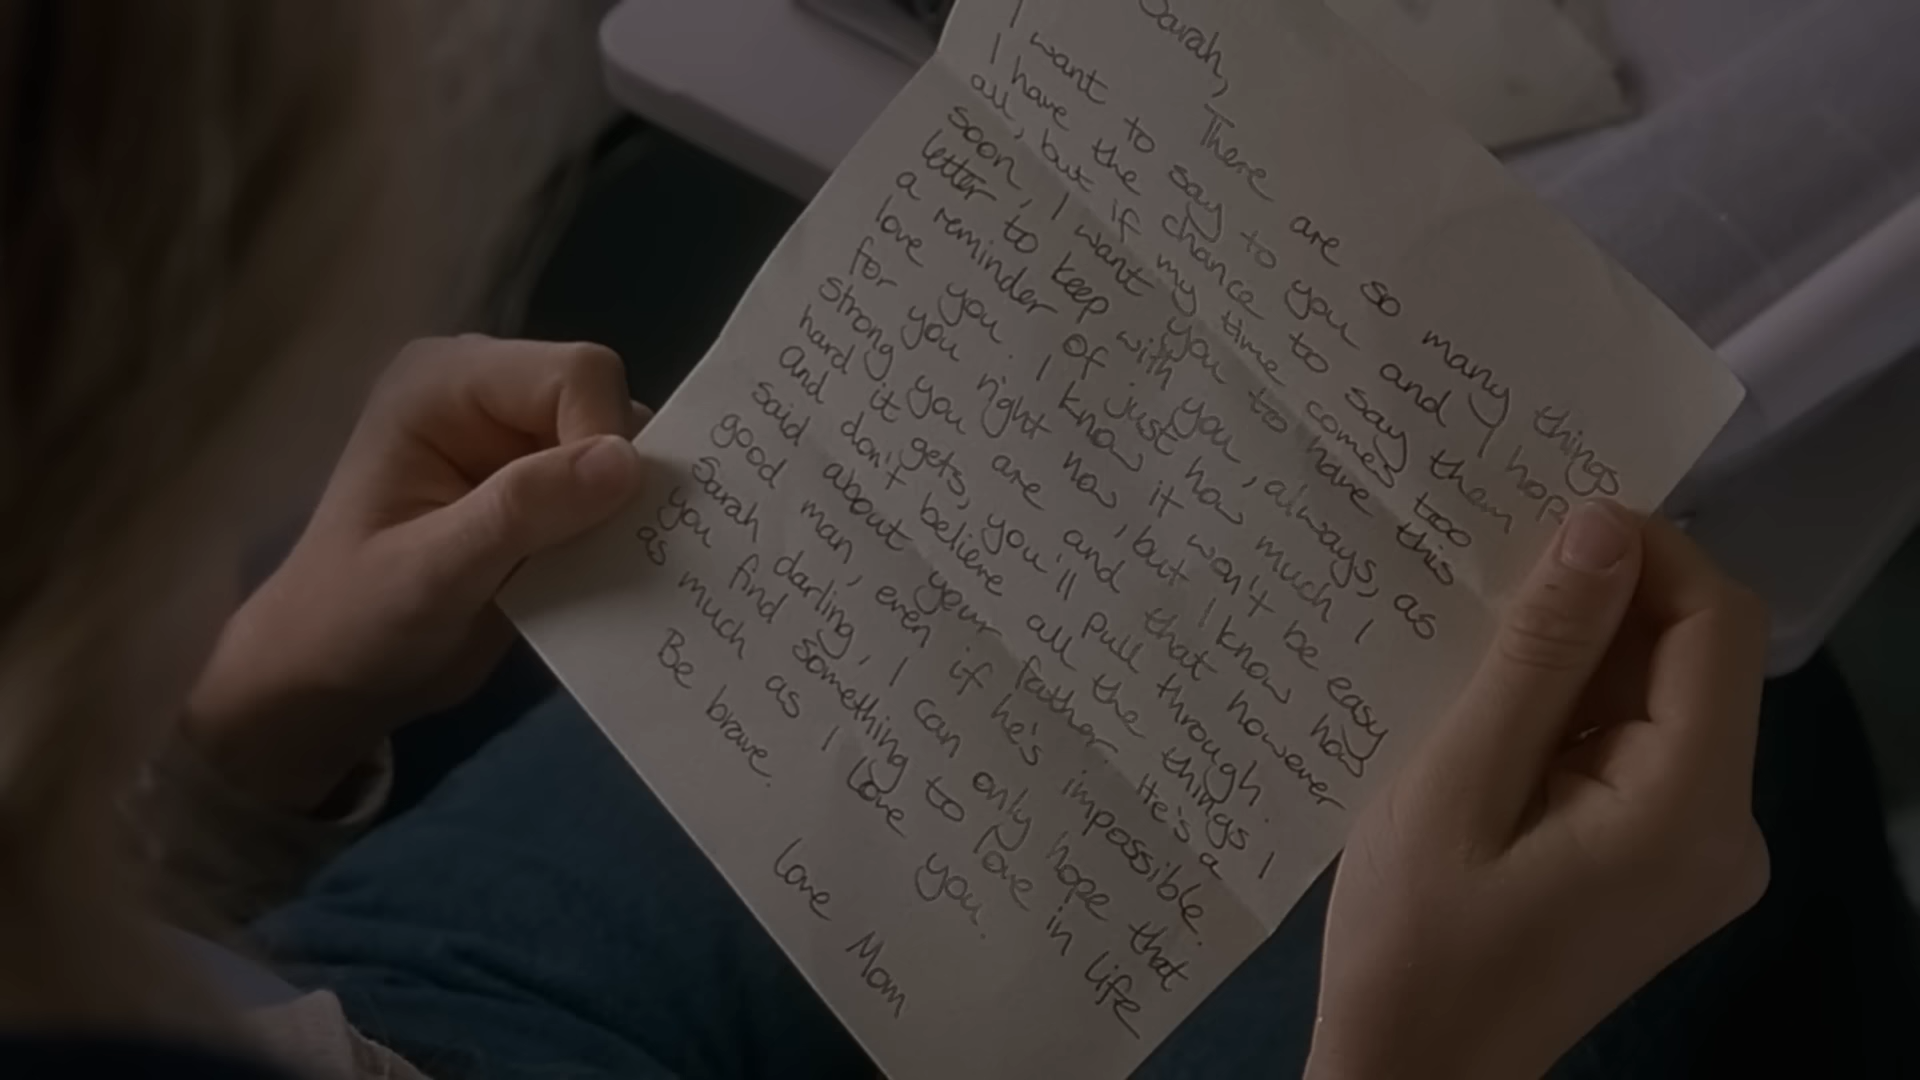 Sarah,
There are so many things
I want to say to you and I hope
I have the chance to say them
all, but if my time comes too
soon, I want you to have this
letter to keep with you, always, as
a reminder of just how much I
love you. I know it won't be easy
for you right now, but I know how
strong you are and that however
hard it gets, you'll pull through.
And don't believe all the things I
said about your father He's a
good man, even if he's impossible.
Sarah darling, I can only hope that
you find something to love in life
as much as I love you.
Be brave.
Love Mom